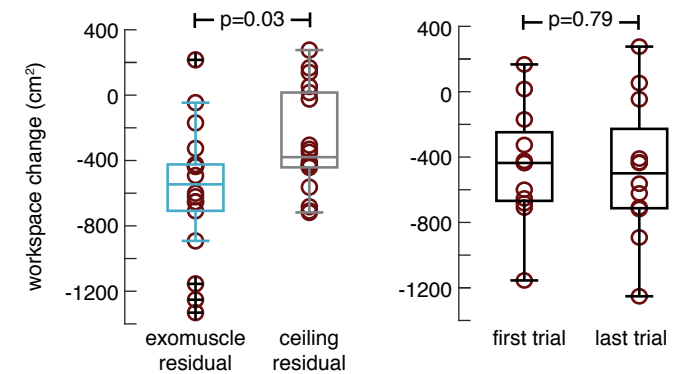 p=0.03
400
0
-400
-800
-1200
workspace change (cm²)
exomuscle
residual
ceiling
residual
p=0.79
400
0
-400
-800
-1200
first trial
last trial